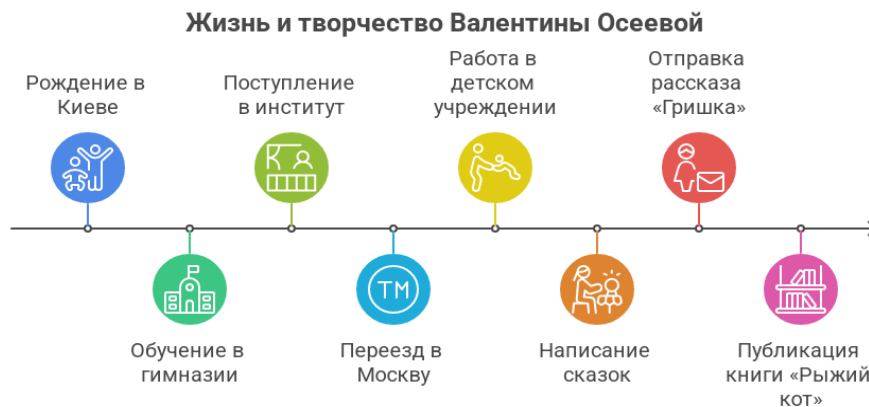 Жизнь и творчество Валентины Осеевой
Рождение в
Киеве
Обучение в
гимназии
Поступление
в институт
Переезд в
Москву
Работа в
детском
учреждении
Написание
сказок
Отправка
рассказа
«Гришка»
Публикация
книги «Рыжий
кот»
TM